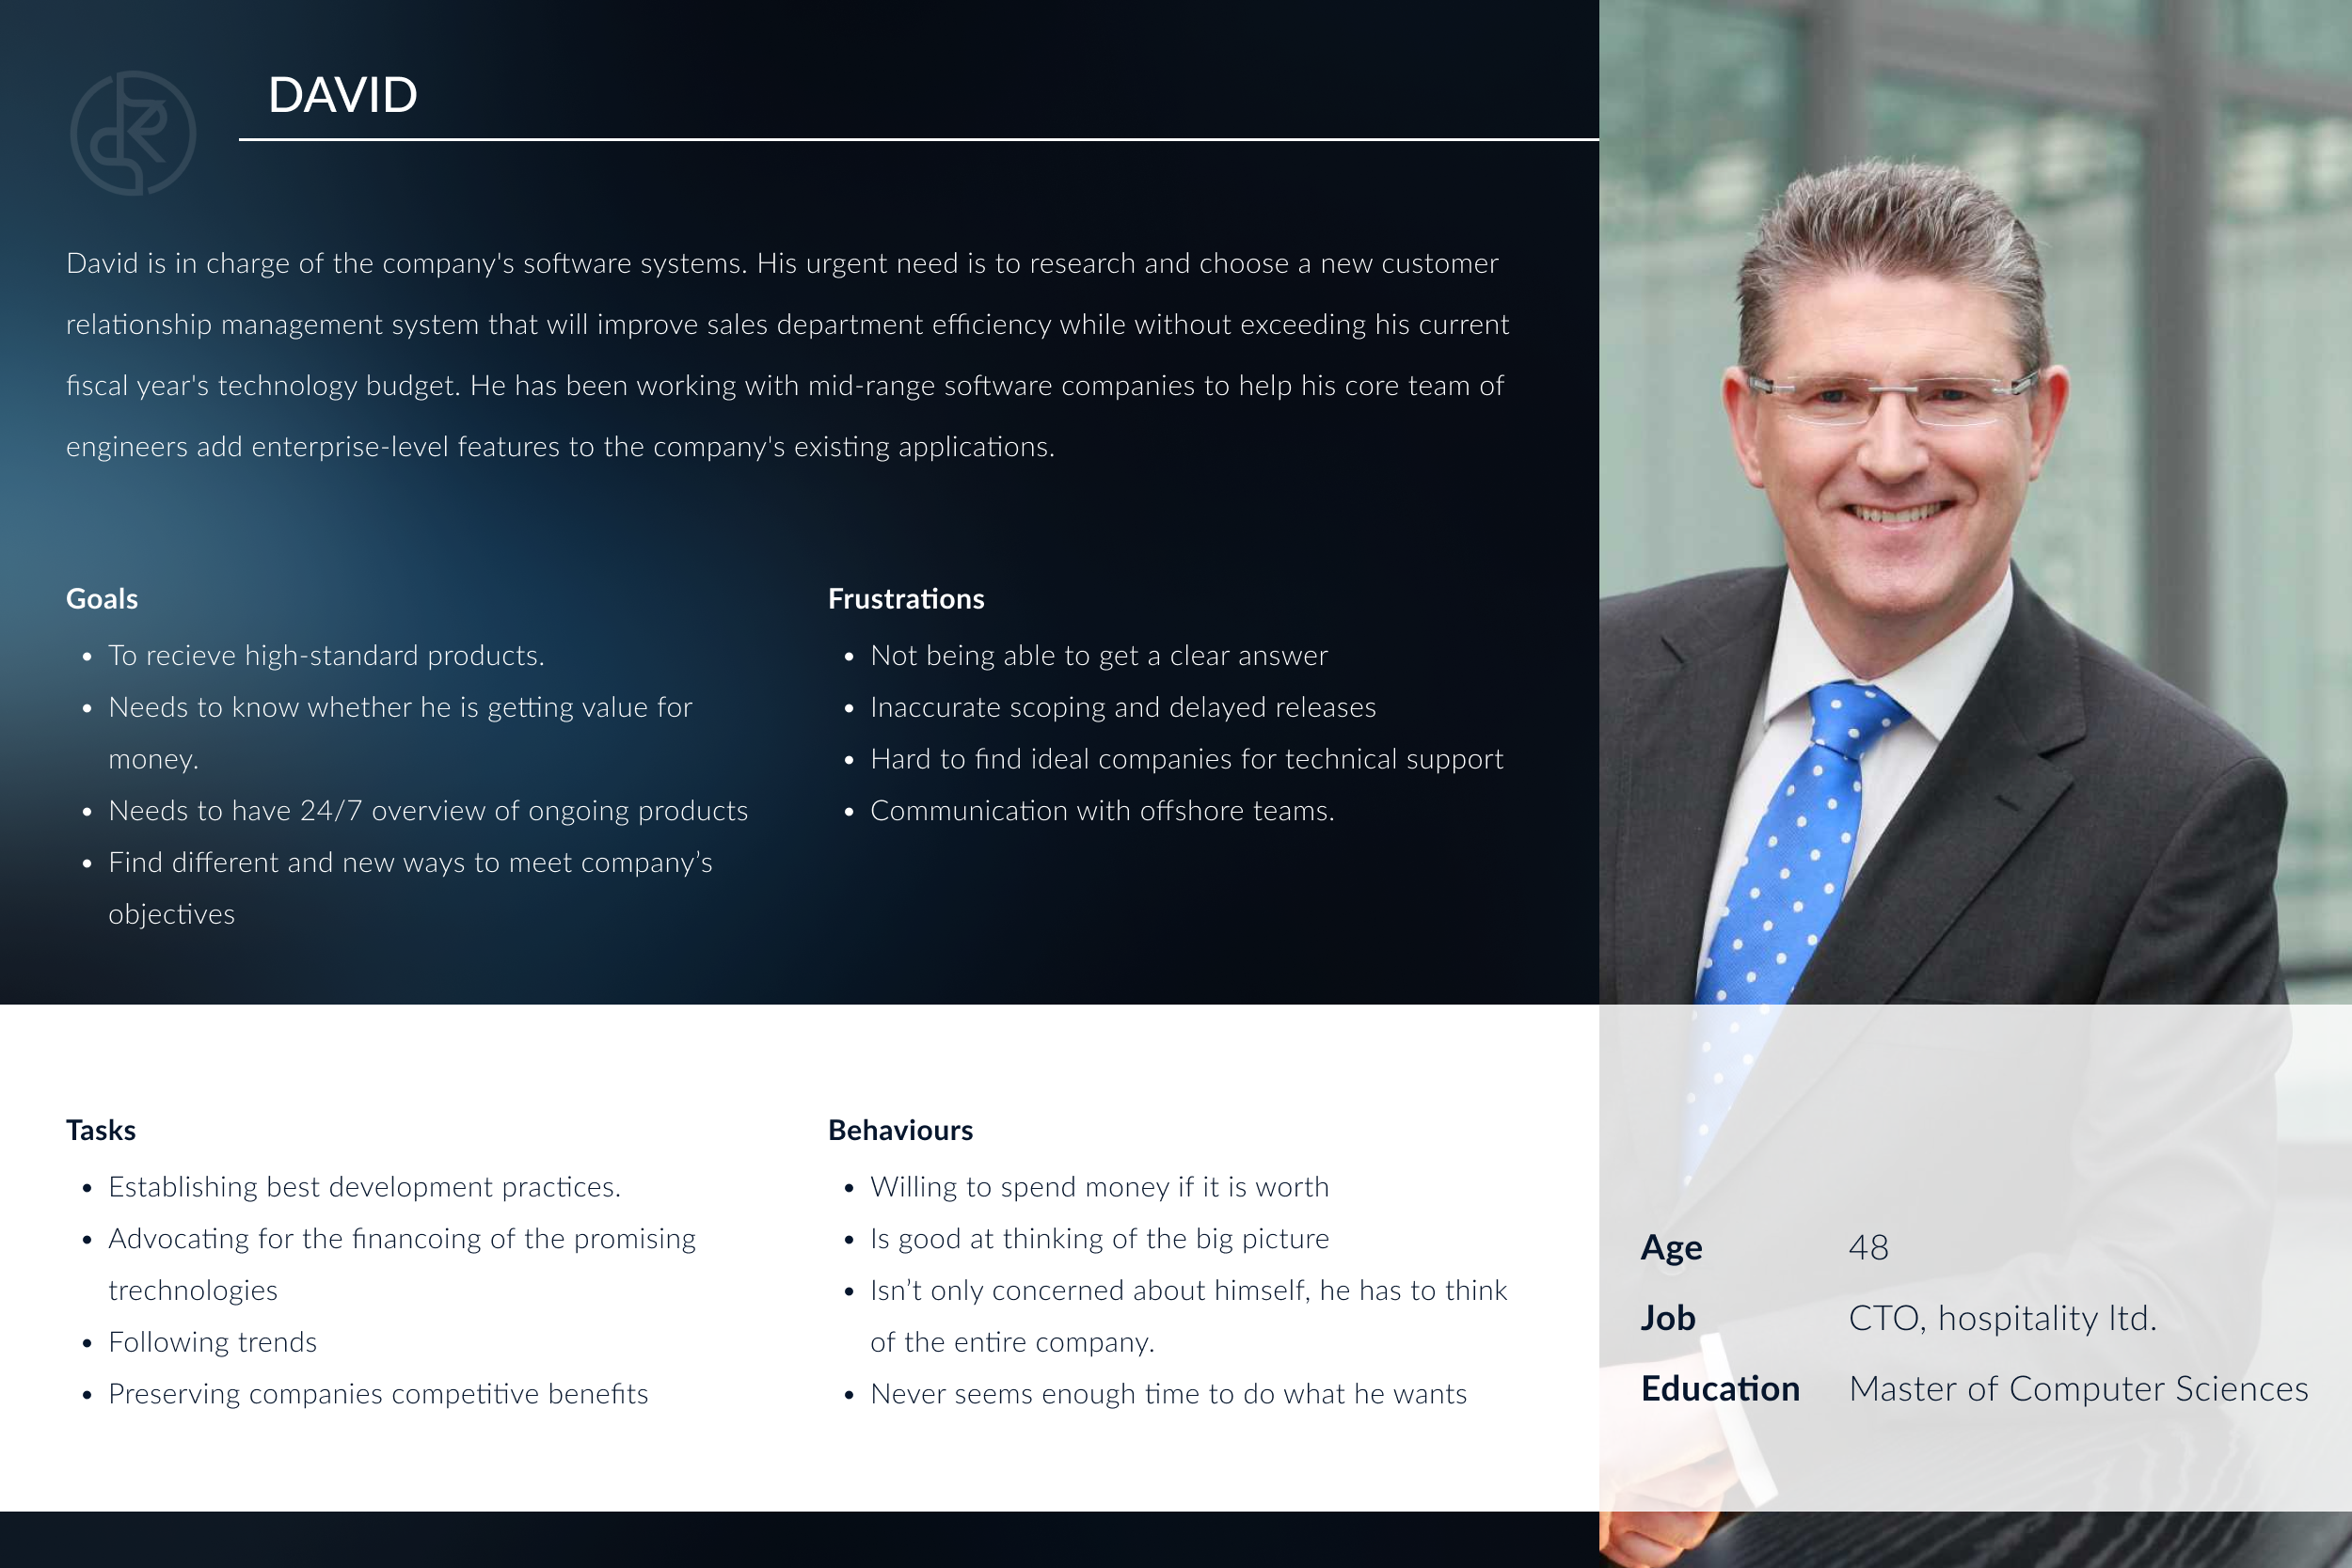 DAVID
David is in charge of the company's software systems. His urgent need is to research and choose a new customer
relationship management system that will improve sales department efficiency while without exceeding his current
fiscal year's technology budget. He has been working with mid-range software companies to help his core team of
engineers add enterprise-level features to the company's existing applications.
Goals
• To recieve high-standard products.
• Needs to know whether he is getting value for
money.
• Needs to have 24/7 overview of ongoing products
• Find different and new ways to meet company’s
objectives
Frustrations
• Not being able to get a clear answer
• Inaccurate scoping and delayed releases
• Hard to find ideal companies for technical support
• Communication with offshore teams.
Tasks
• Establishing best development practices.
• Advocating for the financoing of the promising
trechnologies
• Following trends
• Preserving companies competitive benefits
Behaviours
• Willing to spend money if it is worth
• Is good at thinking of the big picture
• Isn’t only concerned about himself, he has to think
of the entire company.
• Never seems enough time to do what he wants
Age 48
Job CTO, hospitality ltd.
Education Master of Computer Sciences